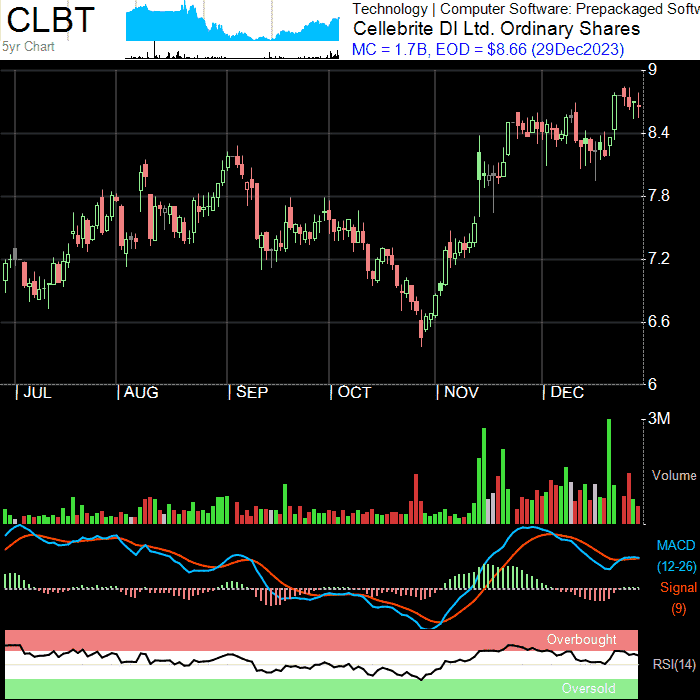 CLBT
5yr Chart
Technology | Computer Software: Prepackaged Softw
Cellebrite DI Ltd. Ordinary Shares
MC = 1.7B, EOD = $8.66 (29Dec2023)
9
8.4
7.8
7.2
6.6
6
JUL AUG SEP OCT NOV DEC
3M
Volume
MACD
(12-26)
Signal
(9)
Overbought
RSI(14)
Oversold